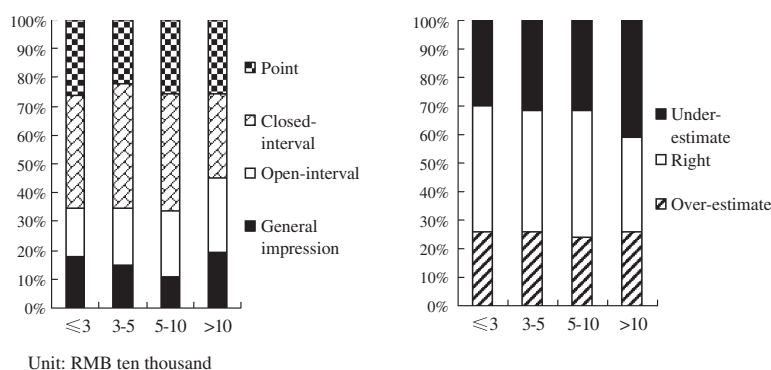 100%
90%
80%
70%
60%
50%
40%
30%
20%
10%
0%
≤3 3-5 5-10 >10
Point
Closed-
interval
Open-interval
General
impression
Unit: RMB ten thousand
100%
90%
80%
70%
60%
50%
40%
30%
20%
10%
0%
≤3 3-5 5-10 >10
Under-
estimate
Right
Over-estimate